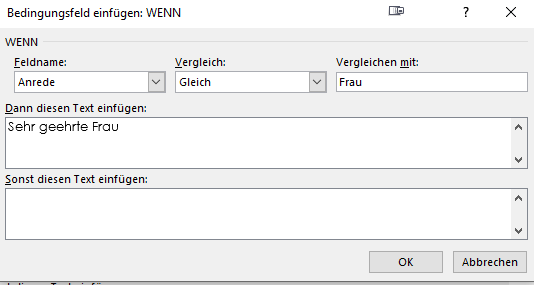 Bedingungsfeld einfügen: WENN
?
WENN
Feldname: Vergleich: Vergleichen mit:
Anrede Gleich Frau
Dann diesen Text einfügen:
Sehr geehrte Frau
Sonst diesen Text einfügen:
OK Abbrechen